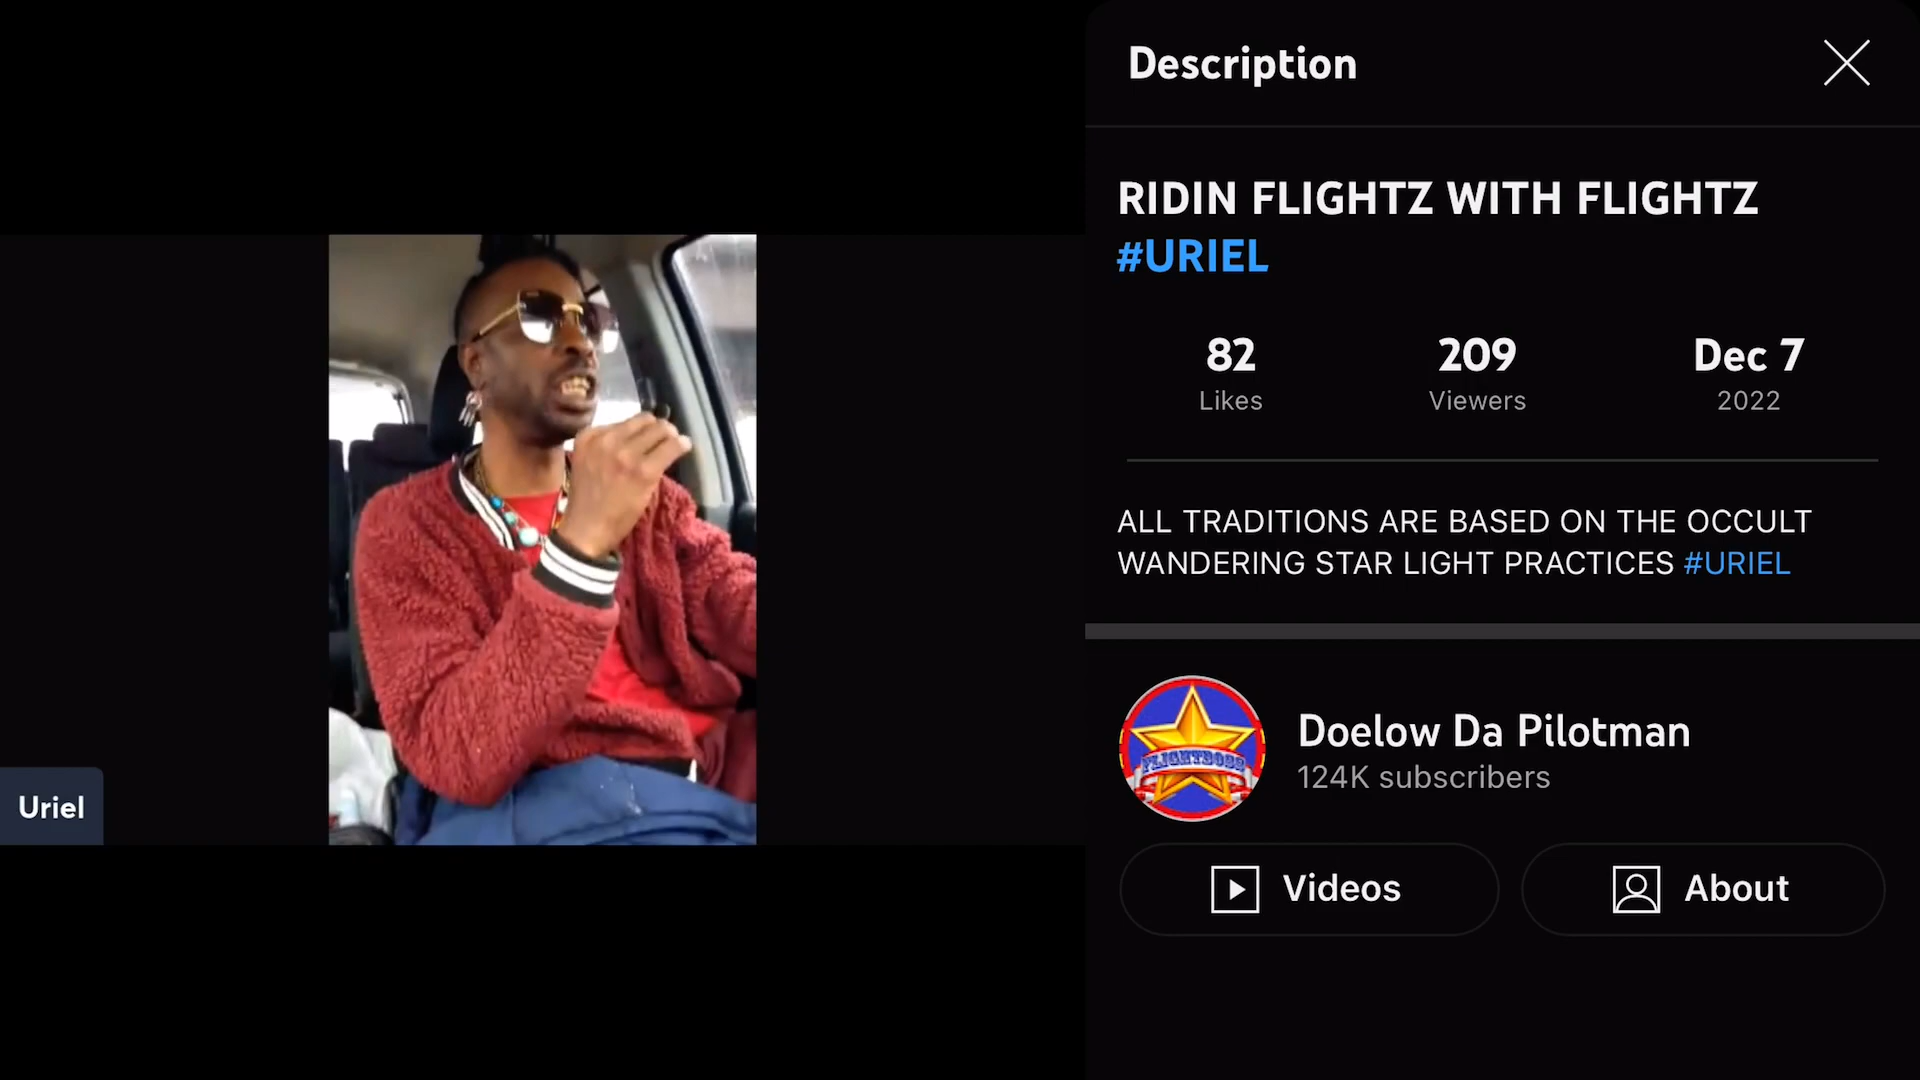 Description
RIDIN FLIGHTZ WITH FLIGHTZ
#URIEL
82
Likes
209
Viewers
Dec 7
2022
ALL TRADITIONS ARE BASED ON THE OCCULT
WANDERING STAR LIGHT PRACTICES #URIEL
FLIGHTBOSS
Doelow Da Pilotman
124K subscribers
Videos
About
Uriel